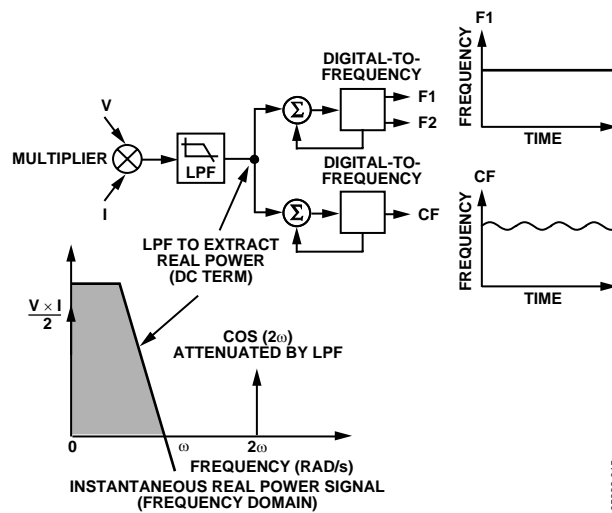 F1
DIGITAL-TO-
FREQUENCY
V
F1
F2
FREQUENCY
TIME
MULTIPLIER
Σ
LPF
I
DIGITAL-TO-
FREQUENCY
CF
Σ
CF
FREQUENCY
TIME
LPF TO EXTRACT
REAL POWER
(DC TERM)
V × I
2
COS (2ω)
ATTENUATED BY LPF
0
ω
2ω
FREQUENCY (RAD/s)
INSTANTANEOUS REAL POWER SIGNAL
(FREQUENCY DOMAIN)